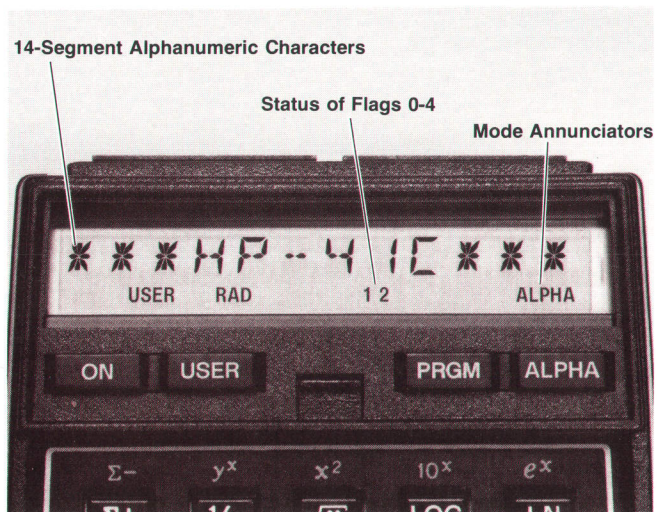 14-Segment Alphanumeric Characters
Status of Flags 0-4
Mode Annunciators
***HP-41C***
USER RAD 1 2 ALPHA
ON USER PRGM ALPHA
Σ− yˣ x² 10ˣ eˣ
Σ+ LOG LN